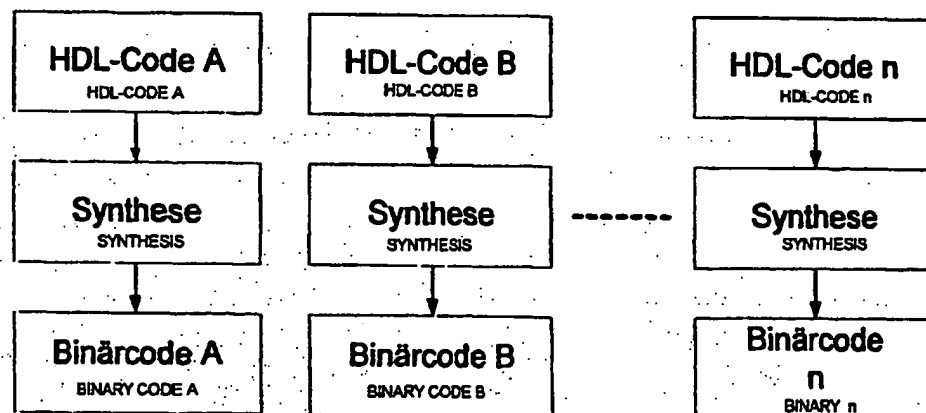 HDL-Code A
HDL-CODE A
HDL-Code B
HDL-CODE B
HDL-Code n
HDL-CODE n
Synthese
SYNTHESIS
Synthese
SYNTHESIS
Synthese
SYNTHESIS
Binärcode A
BINARY CODE A
Binärcode B
BINARY CODE B
Binärcode
n
BINARY n